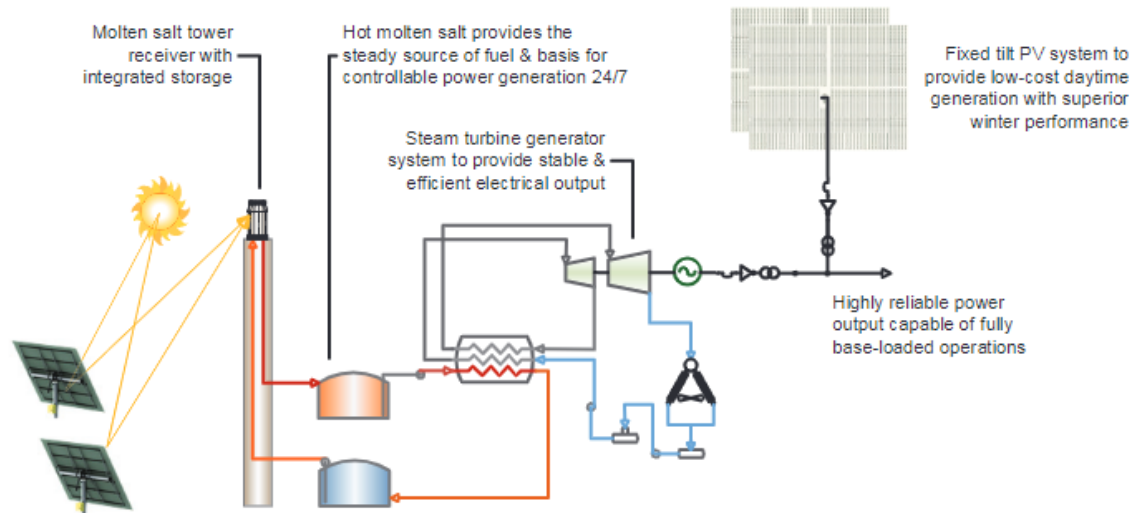 Molten salt tower
receiver with
integrated storage
Hot molten salt provides the
steady source of fuel & basis for
controllable power generation 24/7
Fixed tilt PV system to
provide low-cost daytime
generation with superior
winter performance
Steam turbine generator
system to provide stable &
efficient electrical output
Highly reliable power
output capable of fully
base-loaded operations